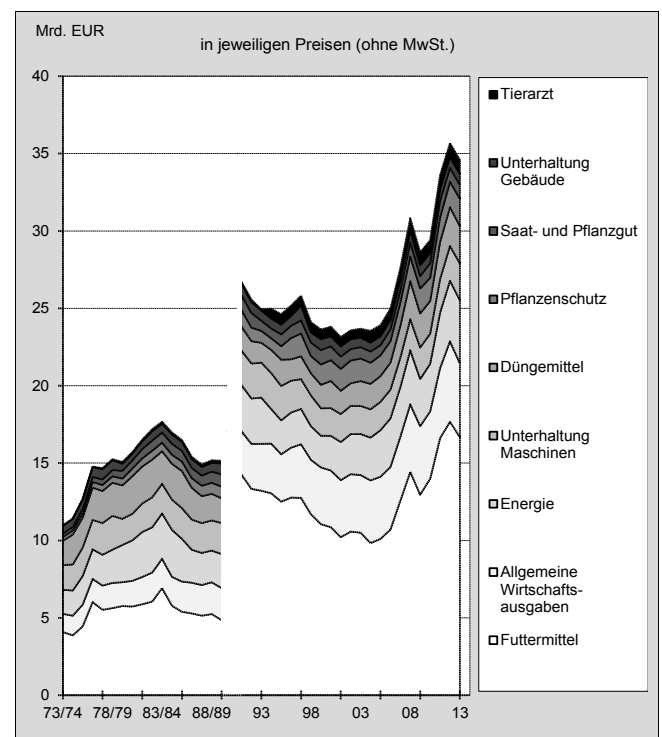 Mrd. EUR
in jeweiligen Preisen (ohne MwSt.)
40
35
30
25
20
15
10
5
0
73/74 78/79 83/84 88/89 93 98 03 08 13
Tierarzt
Unterhaltung
Gebäude
Saat- und Pflanzgut
Pflanzenschutz
Düngemittel
Unterhaltung
Maschinen
Energie
Allgemeine
Wirtschafts-
ausgaben
Futtermittel